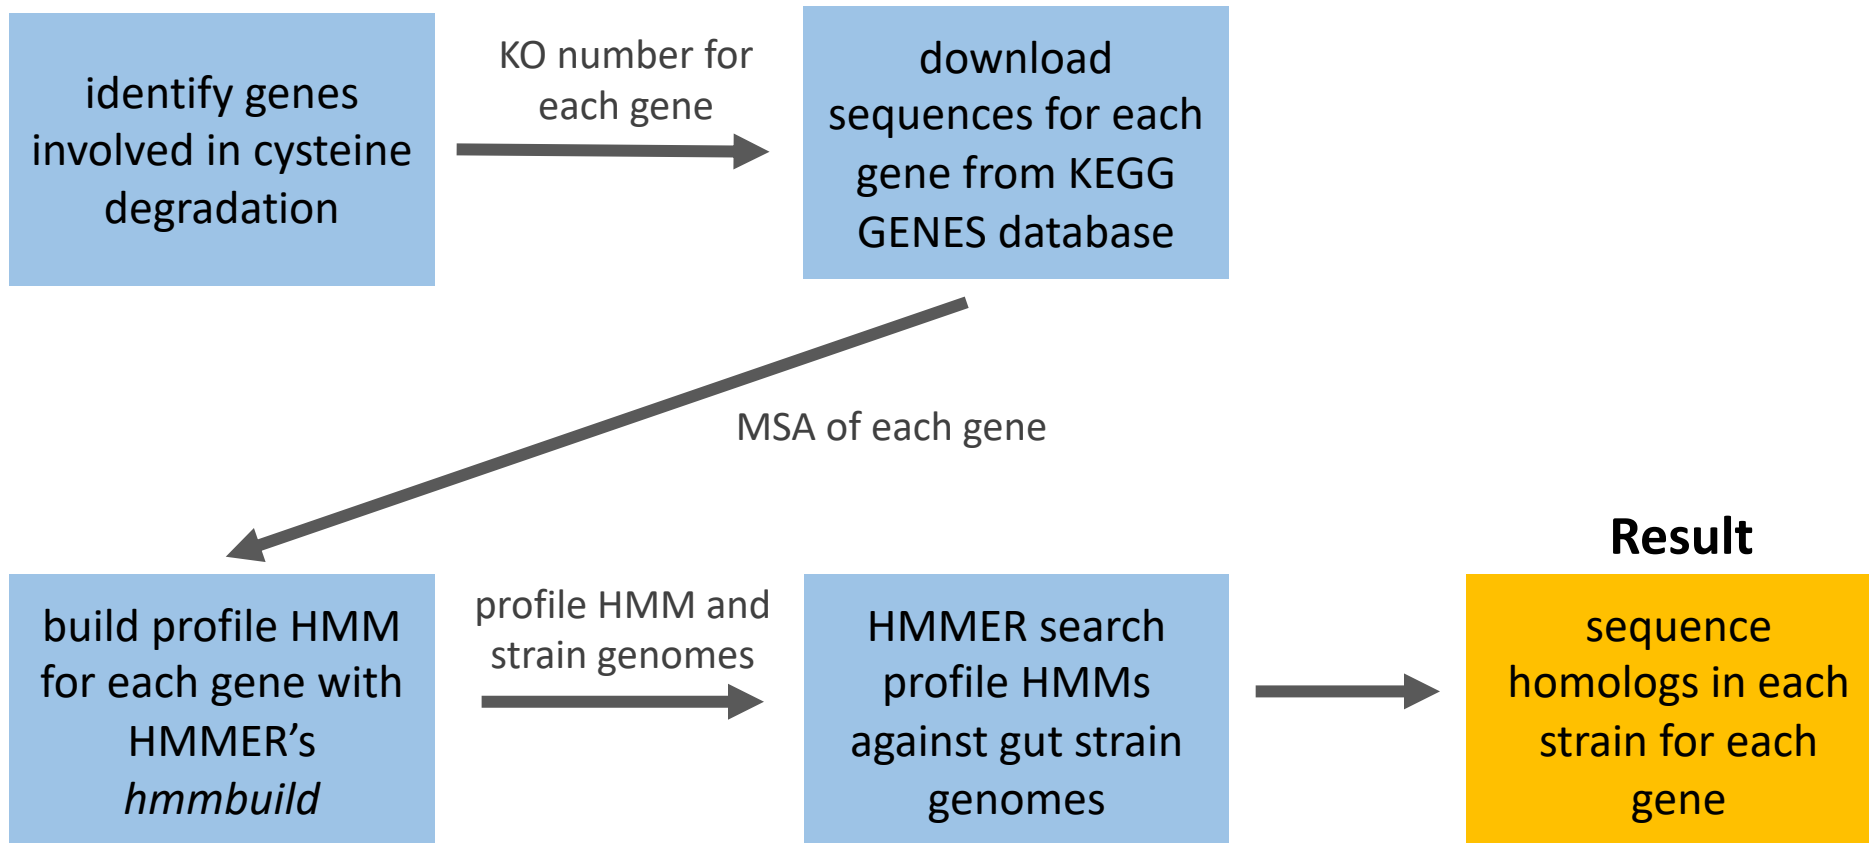 identify genes
involved in cysteine
degradation
KO number for
each gene
download
sequences for each
gene from KEGG
GENES database
MSA of each gene
build profile HMM
for each gene with
HMMER’s
hmmbuild
profile HMM and
strain genomes
HMMER search
profile HMMs
against gut strain
genomes
Result
sequence
homologs in each
strain for each
gene